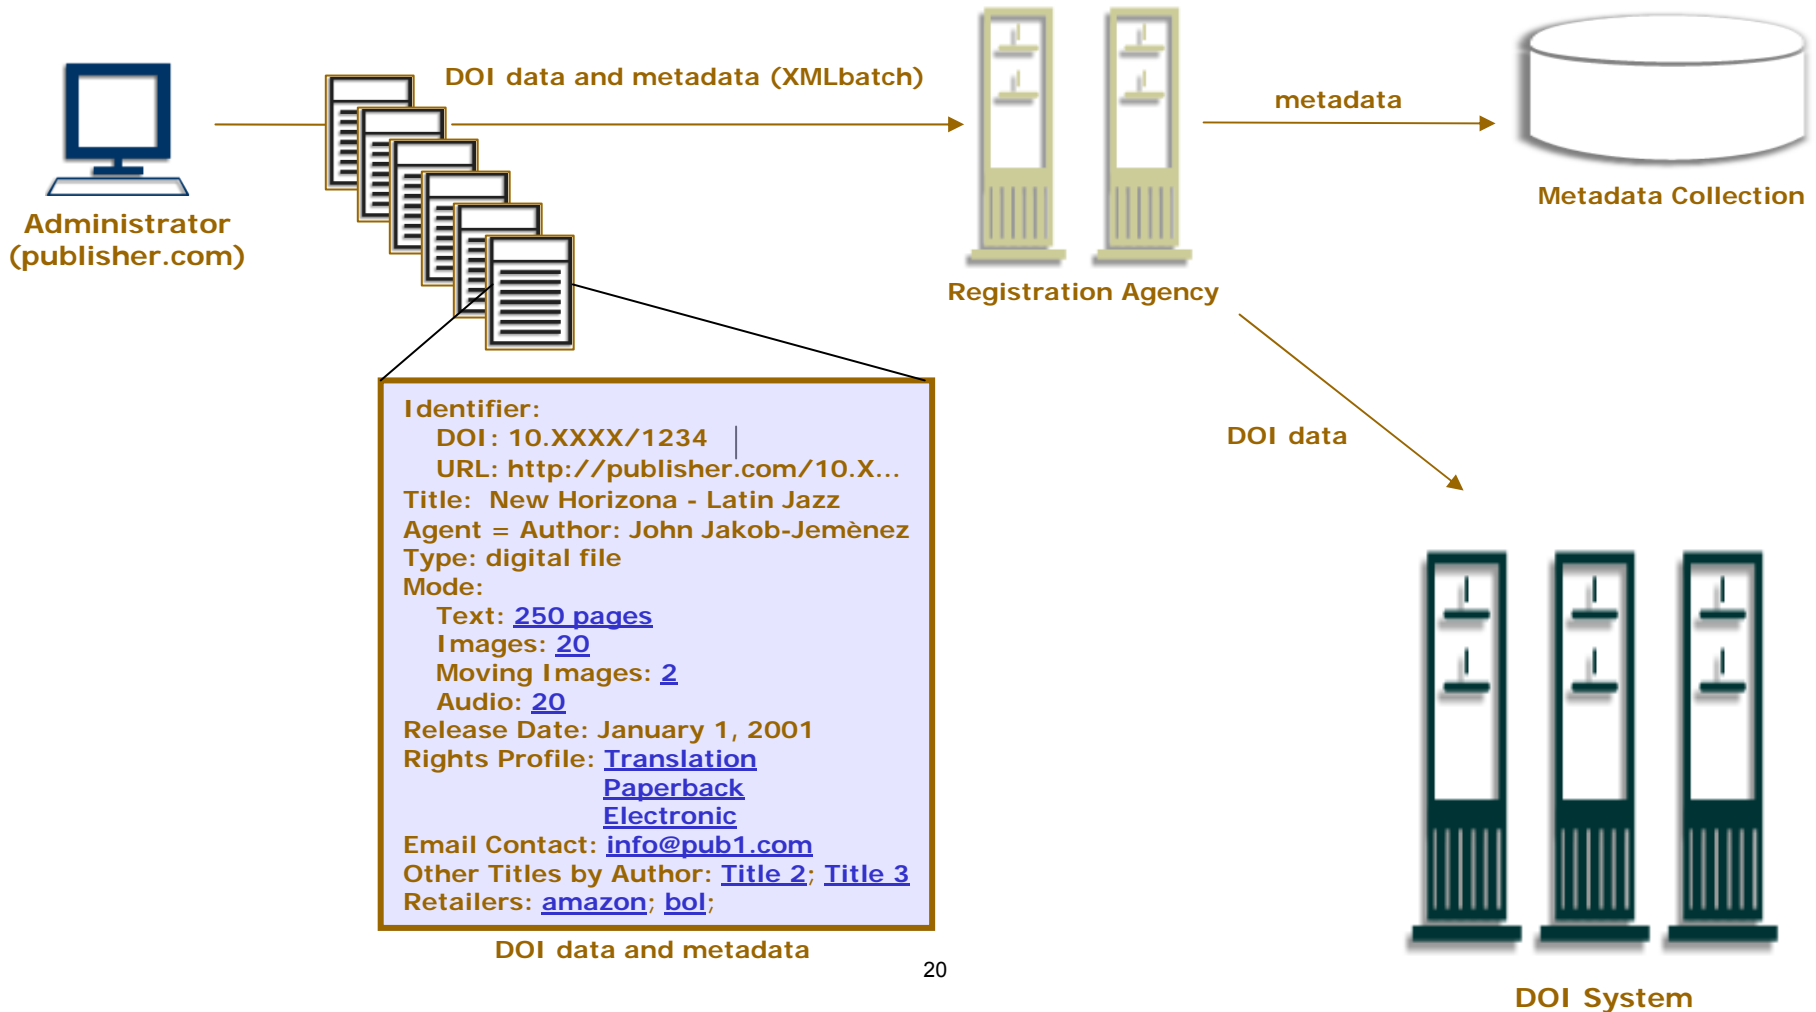 DOI data and metadata (XMLbatch)
metadata
Administrator
(publisher.com)
Metadata Collection
Registration Agency
Identifier:
DOI: 10.XXXX/1234
URL: http://publisher.com/10.X...
Title: New Horizona - Latin Jazz
Agent = Author: John Jakob-Jemènez
Type: digital file
Mode:
Text: 250 pages
Images: 20
Moving Images: 2
Audio: 20
Release Date: January 1, 2001
Rights Profile: Translation
Paperback
Electronic
Email Contact: info@pub1.com
Other Titles by Author: Title 2; Title 3
Retailers: amazon; bol;
DOI data and metadata
DOI data
20
DOI System